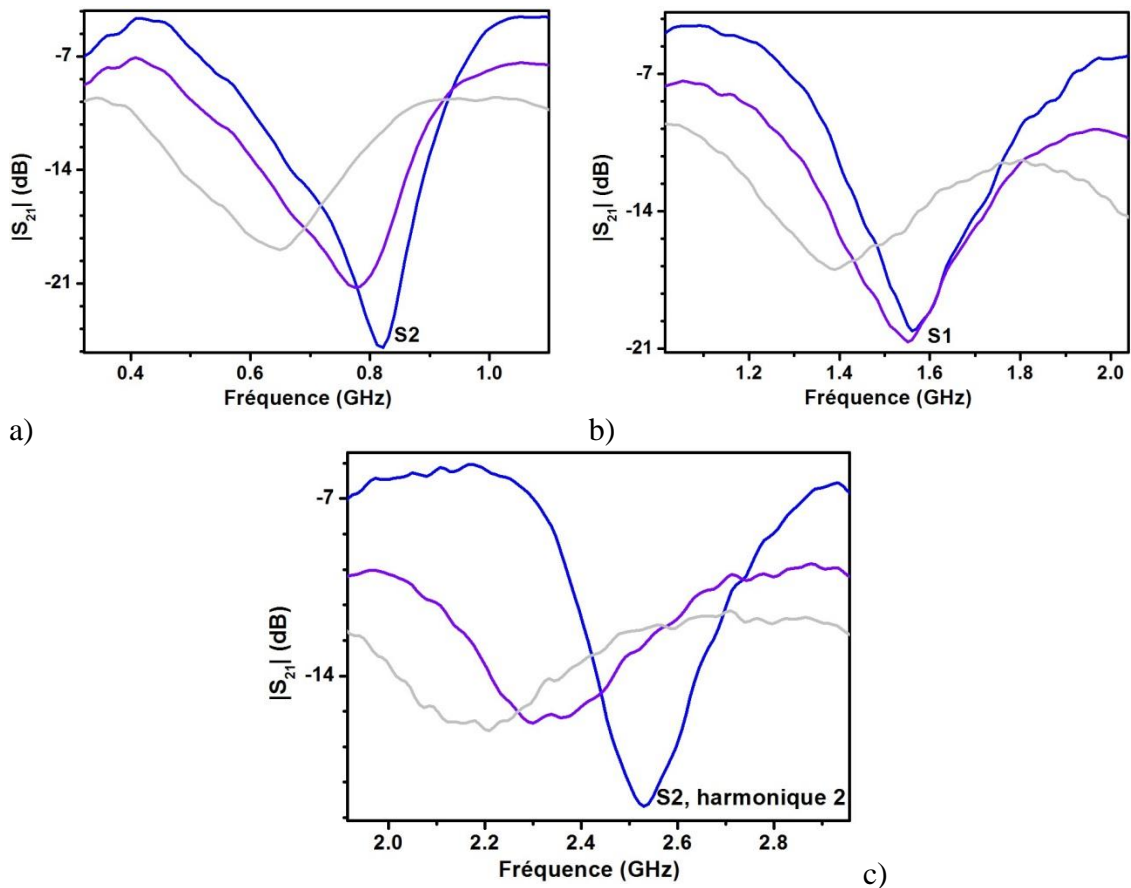 |S21| (dB)
-7
-14
-21
S2
0.4 0.6 0.8 1.0
Fréquence (GHz)
a)
|S21| (dB)
-7
-14
-21
S1
1.2 1.4 1.6 1.8 2.0
Fréquence (GHz)
b)
|S21| (dB)
-7
-14
S2, harmonique 2
2.0 2.2 2.4 2.6 2.8
Fréquence (GHz)
c)